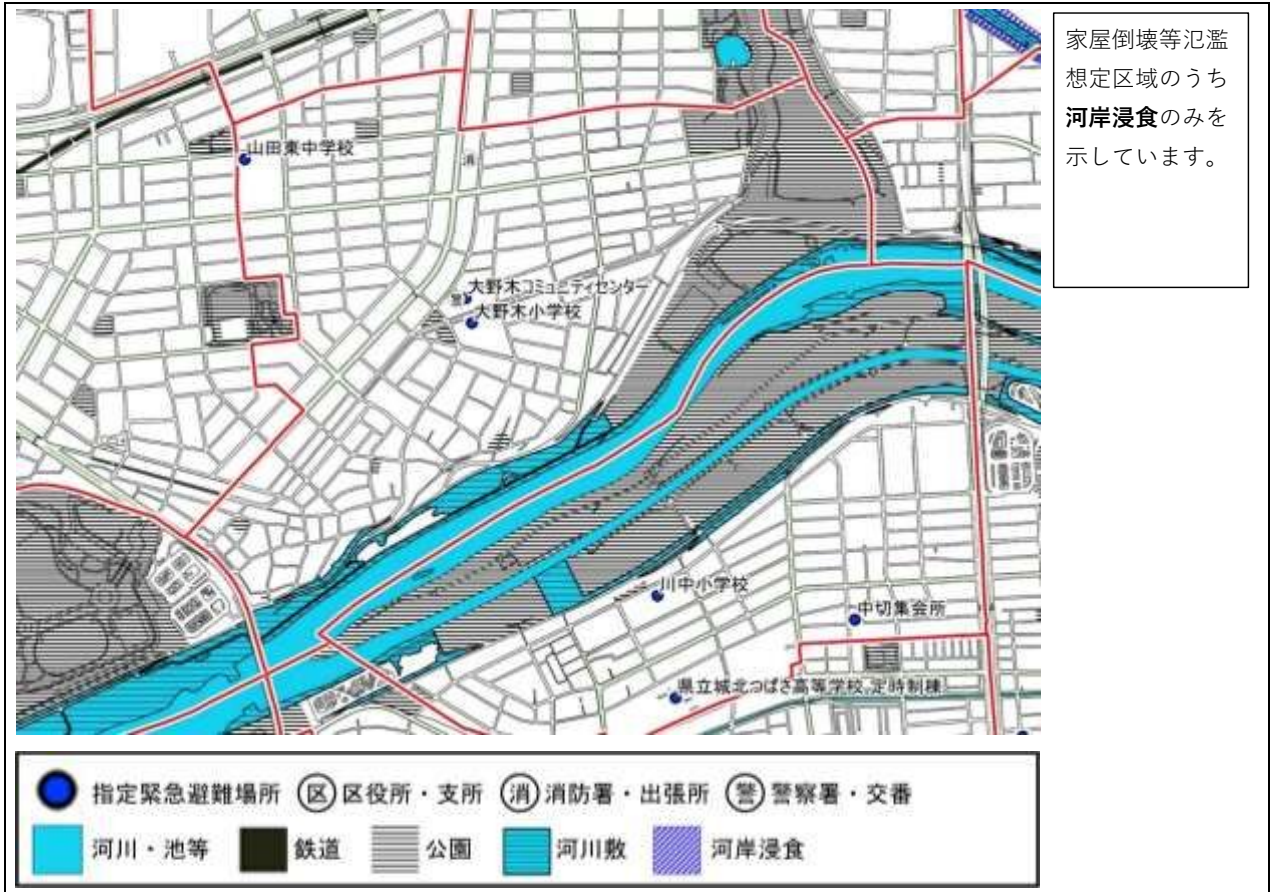 家屋倒壊等氾濫
想定区域のうち
河岸浸食のみを
示しています。
山田東中学校
消
大野木コミュニティセンター
警
大野木小学校
川中小学校
中切集会所
県立城北つばさ高等学校 定時制棟
指定緊急避難場所 区 区役所・支所 消 消防署・出張所 警 警察署・交番
河川・池等 鉄道 公園 河川敷 河岸浸食